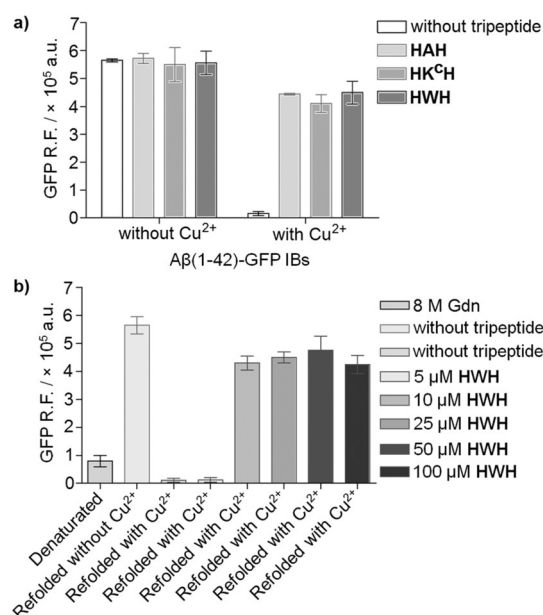 a)
GFP R.F. / × 10⁵ a.u.
7
6
5
4
3
2
1
0
without Cu²⁺
with Cu²⁺
Aβ(1-42)-GFP IBs
without tripeptide
HAH
HKᶜH
HWH
b)
GFP R.F. / × 10⁵ a.u.
7
6
5
4
3
2
1
0
Denaturated
Refolded without Cu²⁺
Refolded with Cu²⁺
Refolded with Cu²⁺
Refolded with Cu²⁺
Refolded with Cu²⁺
Refolded with Cu²⁺
Refolded with Cu²⁺
8 M Gdn
without tripeptide
without tripeptide
5 µM HWH
10 µM HWH
25 µM HWH
50 µM HWH
100 µM HWH